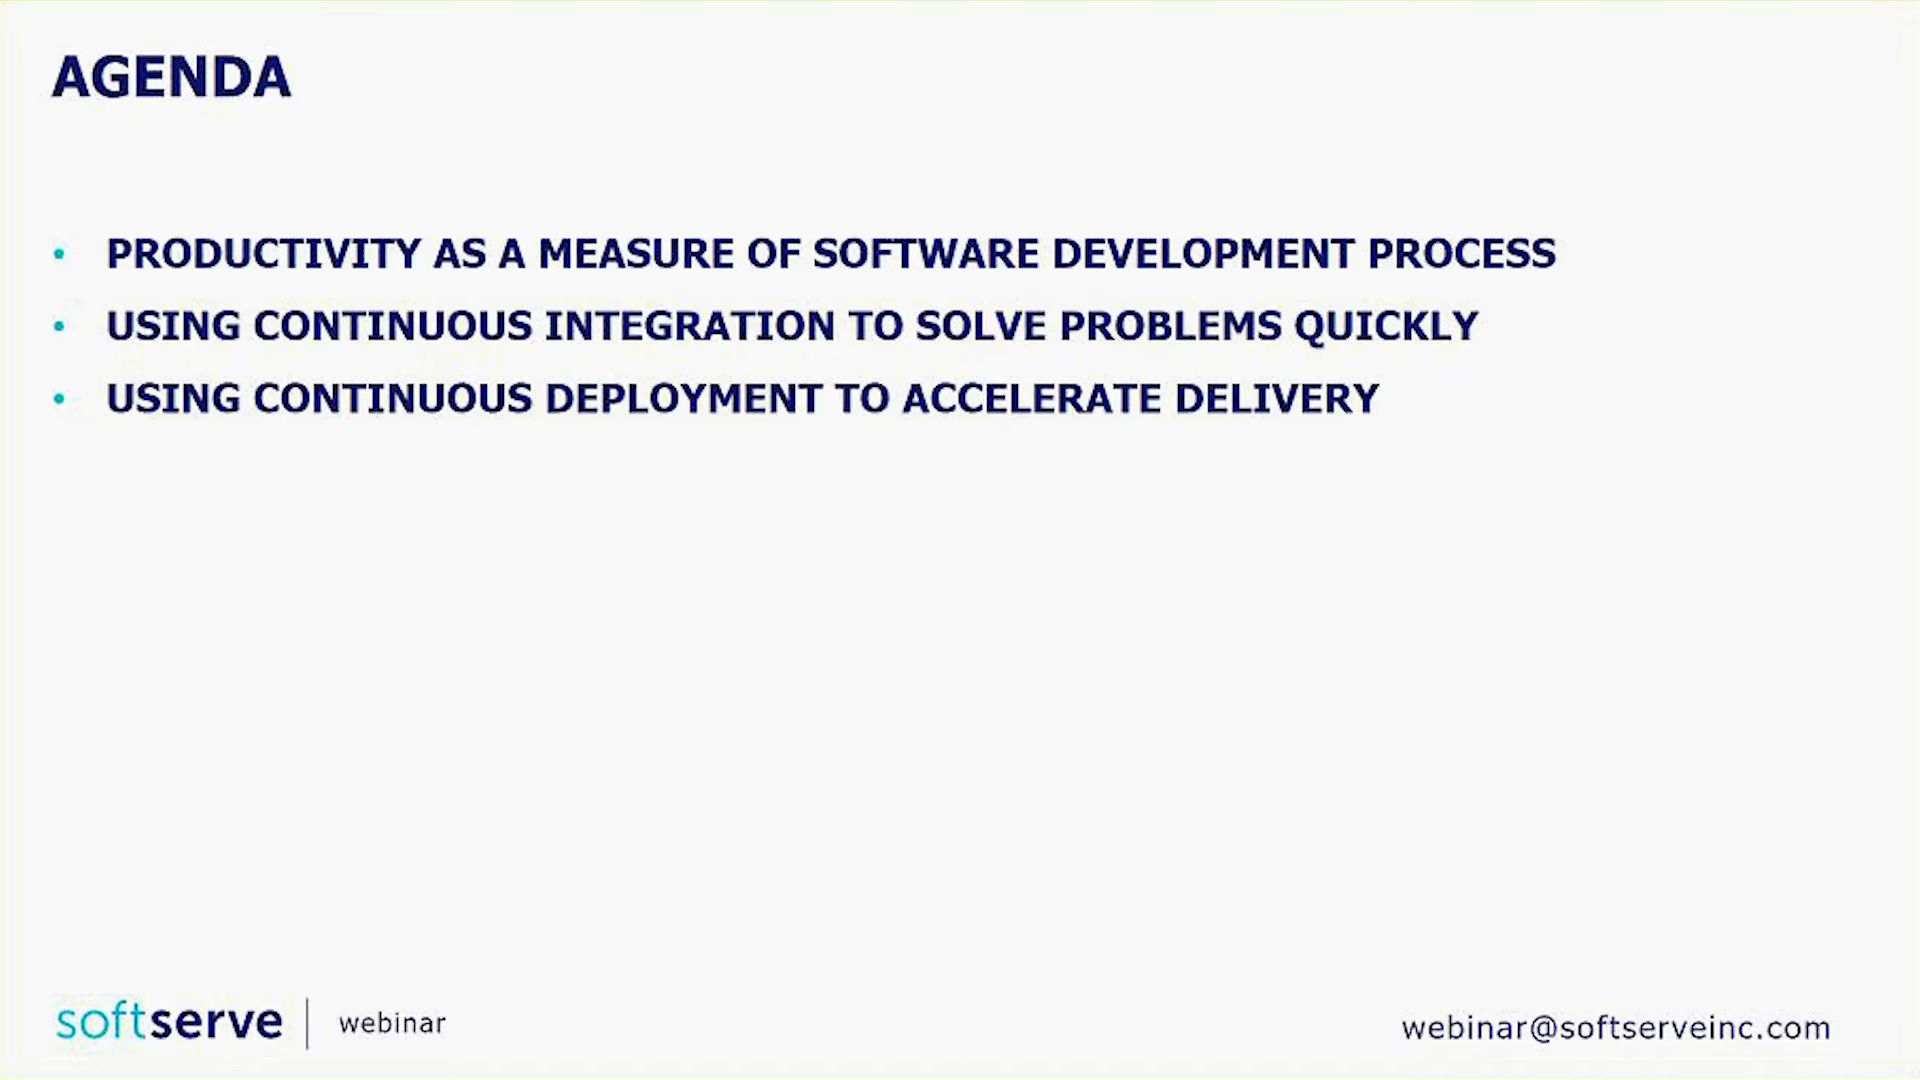 AGENDA
• PRODUCTIVITY AS A MEASURE OF SOFTWARE DEVELOPMENT PROCESS
• USING CONTINUOUS INTEGRATION TO SOLVE PROBLEMS QUICKLY
• USING CONTINUOUS DEPLOYMENT TO ACCELERATE DELIVERY
softserve | webinar
webinar@softserveinc.com